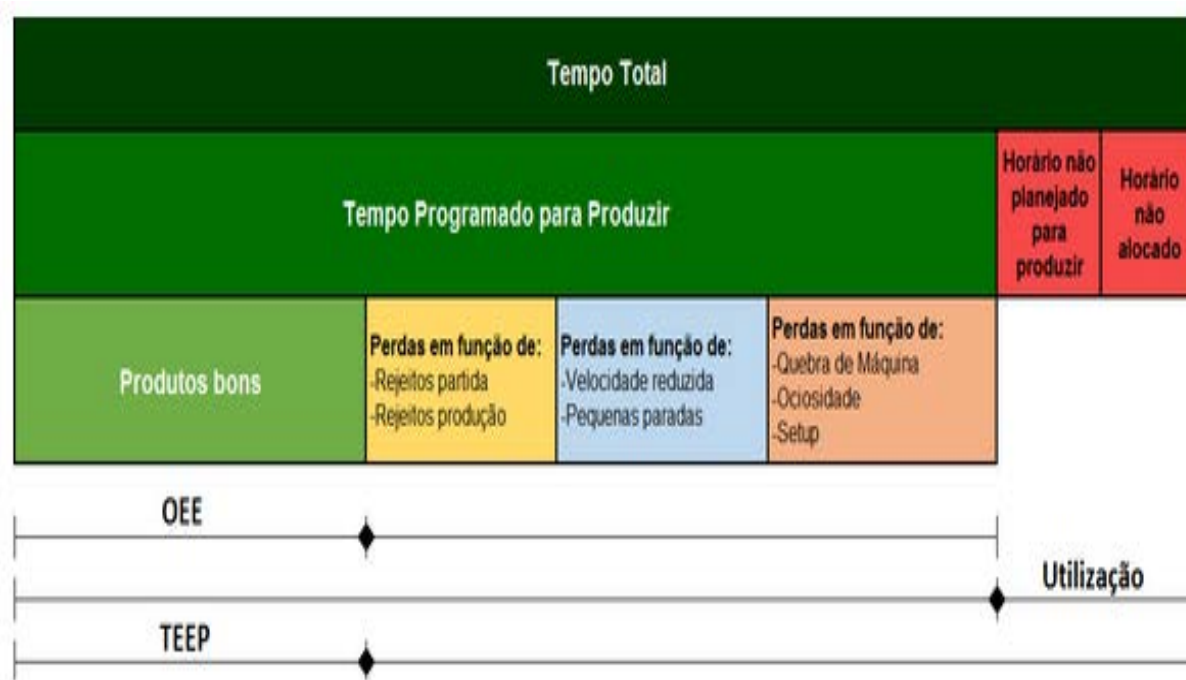 Tempo Total
Tempo Programado para Produzir
Horário não
planejado
para
produzir
Horário
não
alocado
Produtos bons
Perdas em função de:
-Rejeitos partida
-Rejeitos produção
Perdas em função de:
-Velocidade reduzida
-Pequenas paradas
Perdas em função de:
-Quebra de Máquina
-Ociosidade
-Setup
OEE
Utilização
TEEP